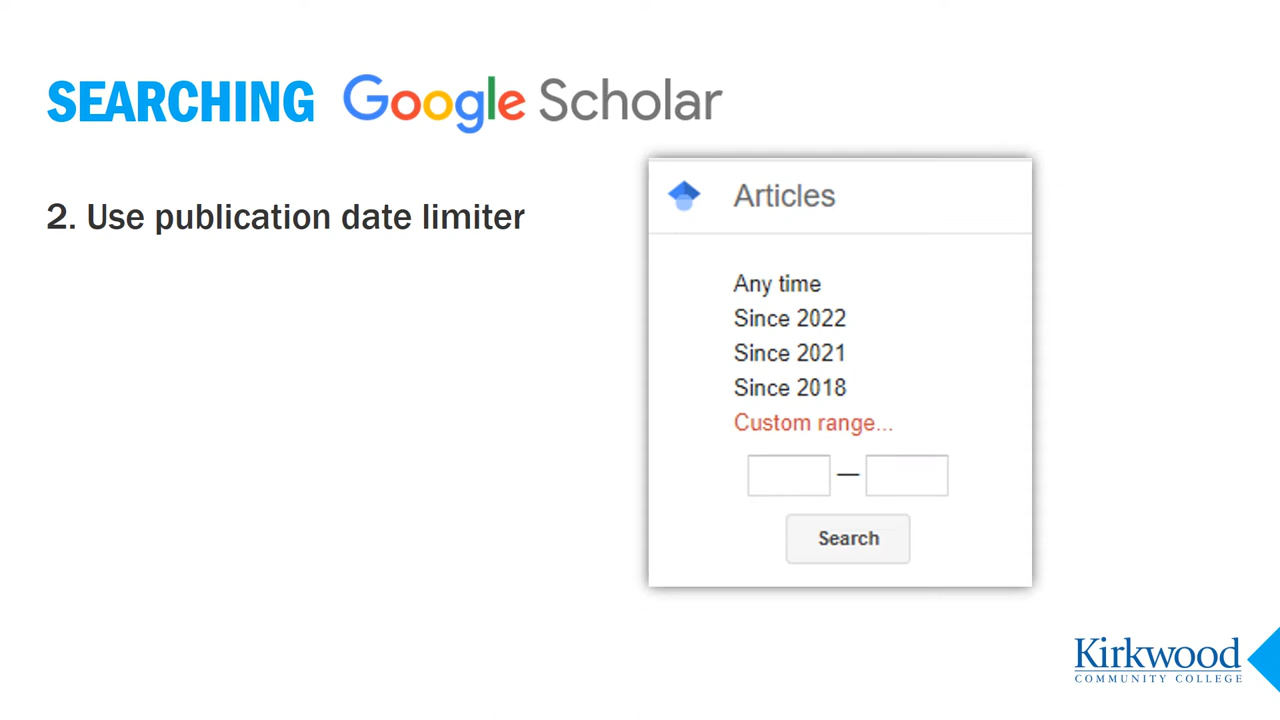 SEARCHING Google Scholar
2. Use publication date limiter
Articles
Any time
Since 2022
Since 2021
Since 2018
Custom range...
—
Search
Kirkwood
COMMUNITY COLLEGE